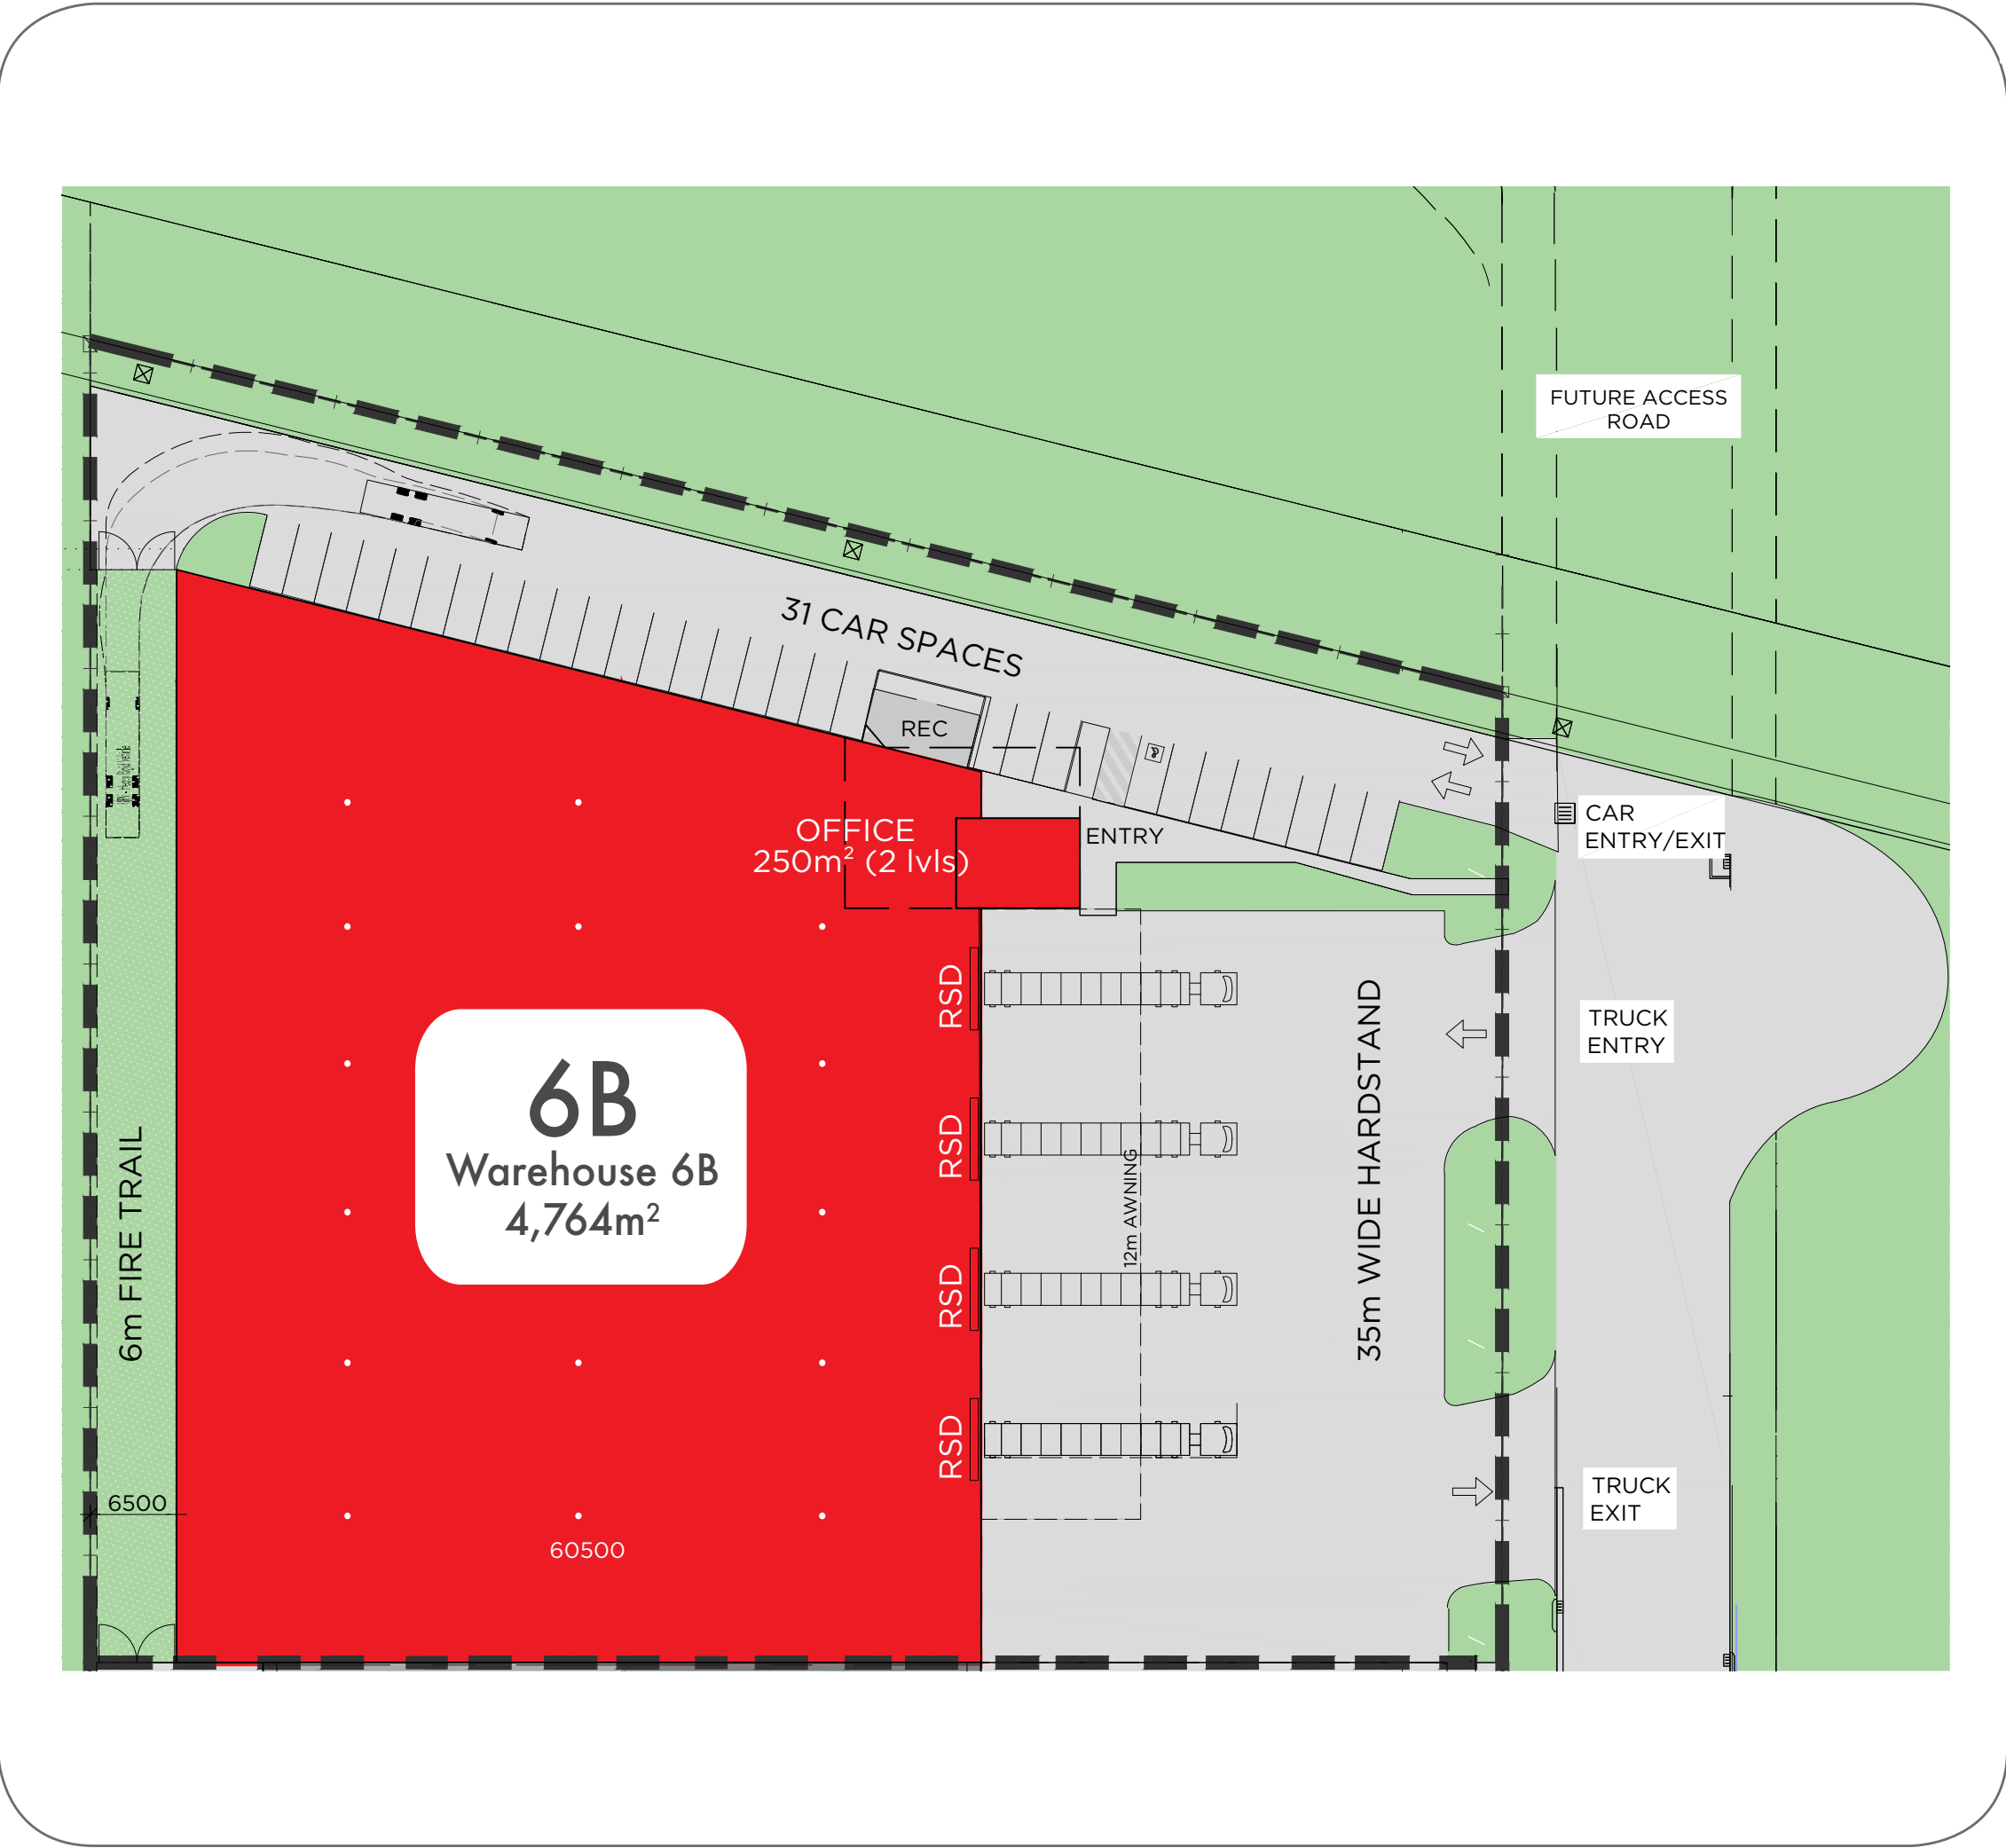 FUTURE ACCESS
ROAD
31 CAR SPACES
REC
OFFICE
250m² (2 lvls)
ENTRY
CAR
ENTRY/EXIT
RSD
TRUCK
ENTRY
6B
Warehouse 6B
4,764m²
RSD
12m AWNING
35m WIDE HARDSTAND
6m FIRE TRAIL
RSD
RSD
TRUCK
EXIT
6500
60500